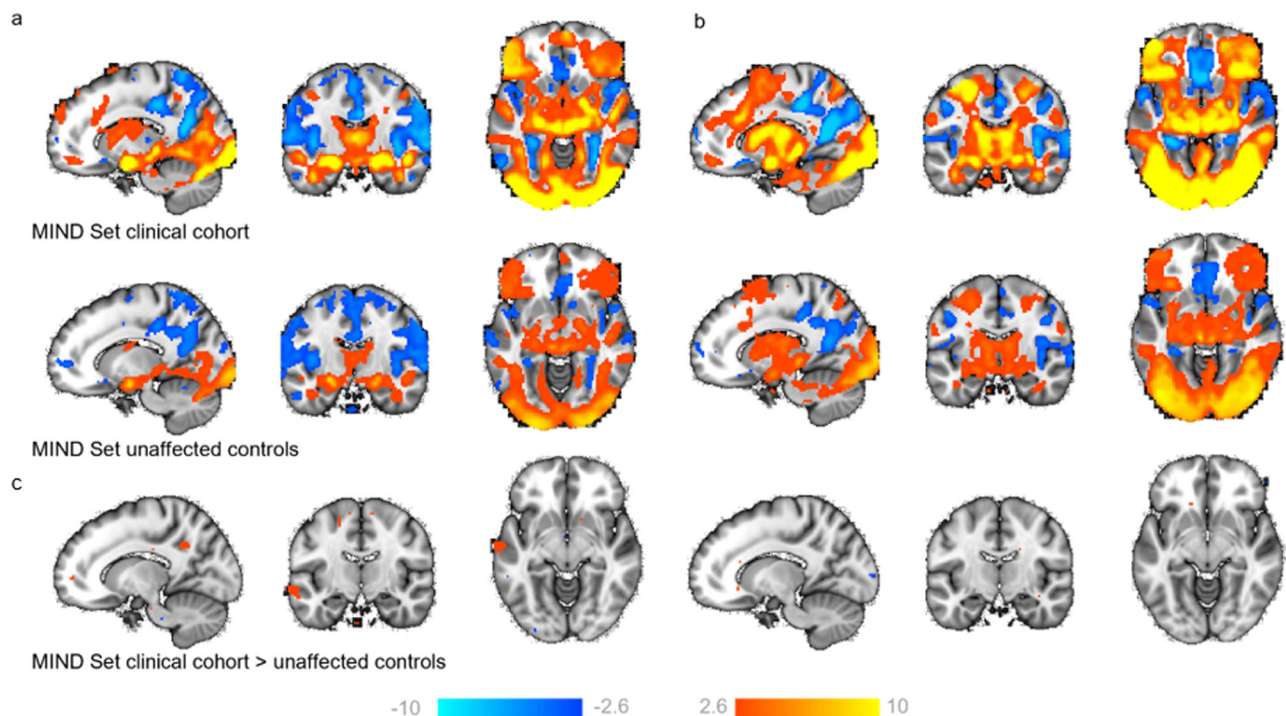 a
b
MIND Set clinical cohort
MIND Set unaffected controls
c
MIND Set clinical cohort > unaffected controls
-10 -2.6 2.6 10